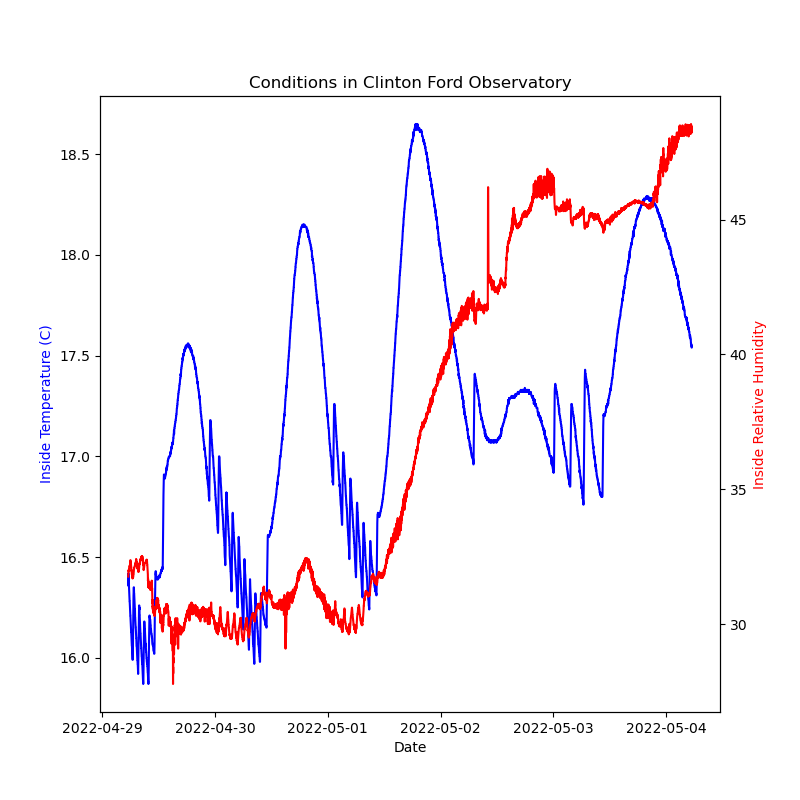 Conditions in Clinton Ford Observatory
18.5
18.0
17.5
17.0
16.5
16.0
Inside Temperature (C)
45
40
35
30
Inside Relative Humidity
2022-04-29 2022-04-30 2022-05-01 2022-05-02 2022-05-03 2022-05-04
Date